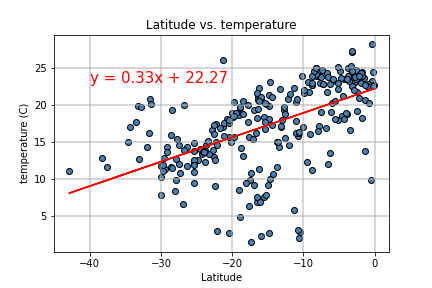 Latitude vs. temperature
y = 0.33x + 22.27
temperature (C)
25
20
15
10
5
−40 −30 −20 −10 0
Latitude